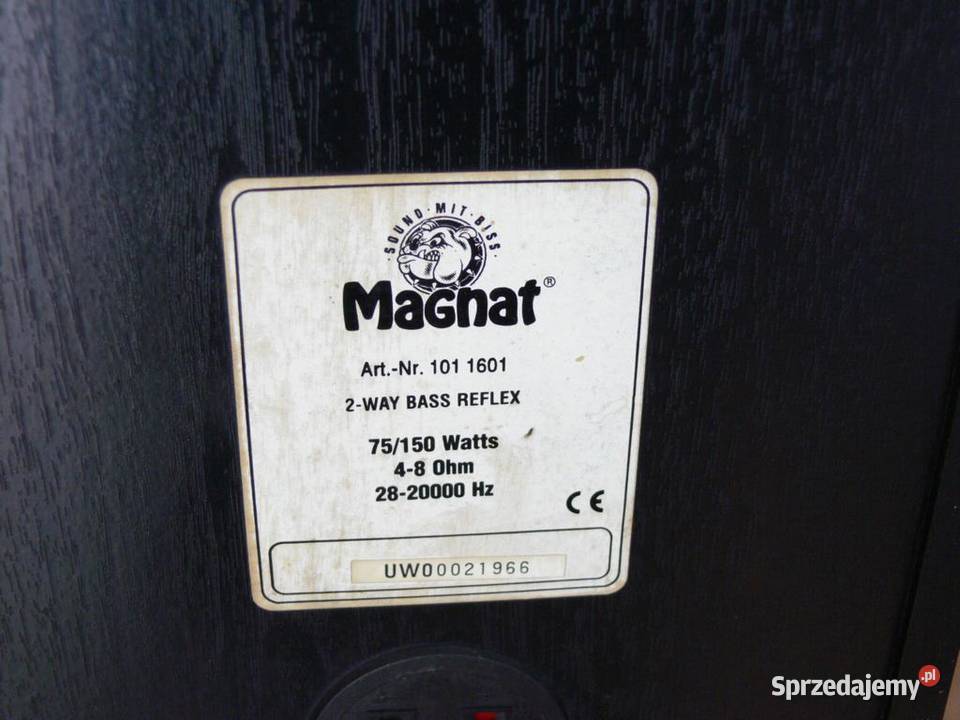 ·SOUND·MIT·BISS·
Magnat®
Art.-Nr. 101 1601
2-WAY BASS REFLEX
75/150 Watts
4-8 Ohm
28-20000 Hz
CE
UW00021966
Sprzedajemy.pl